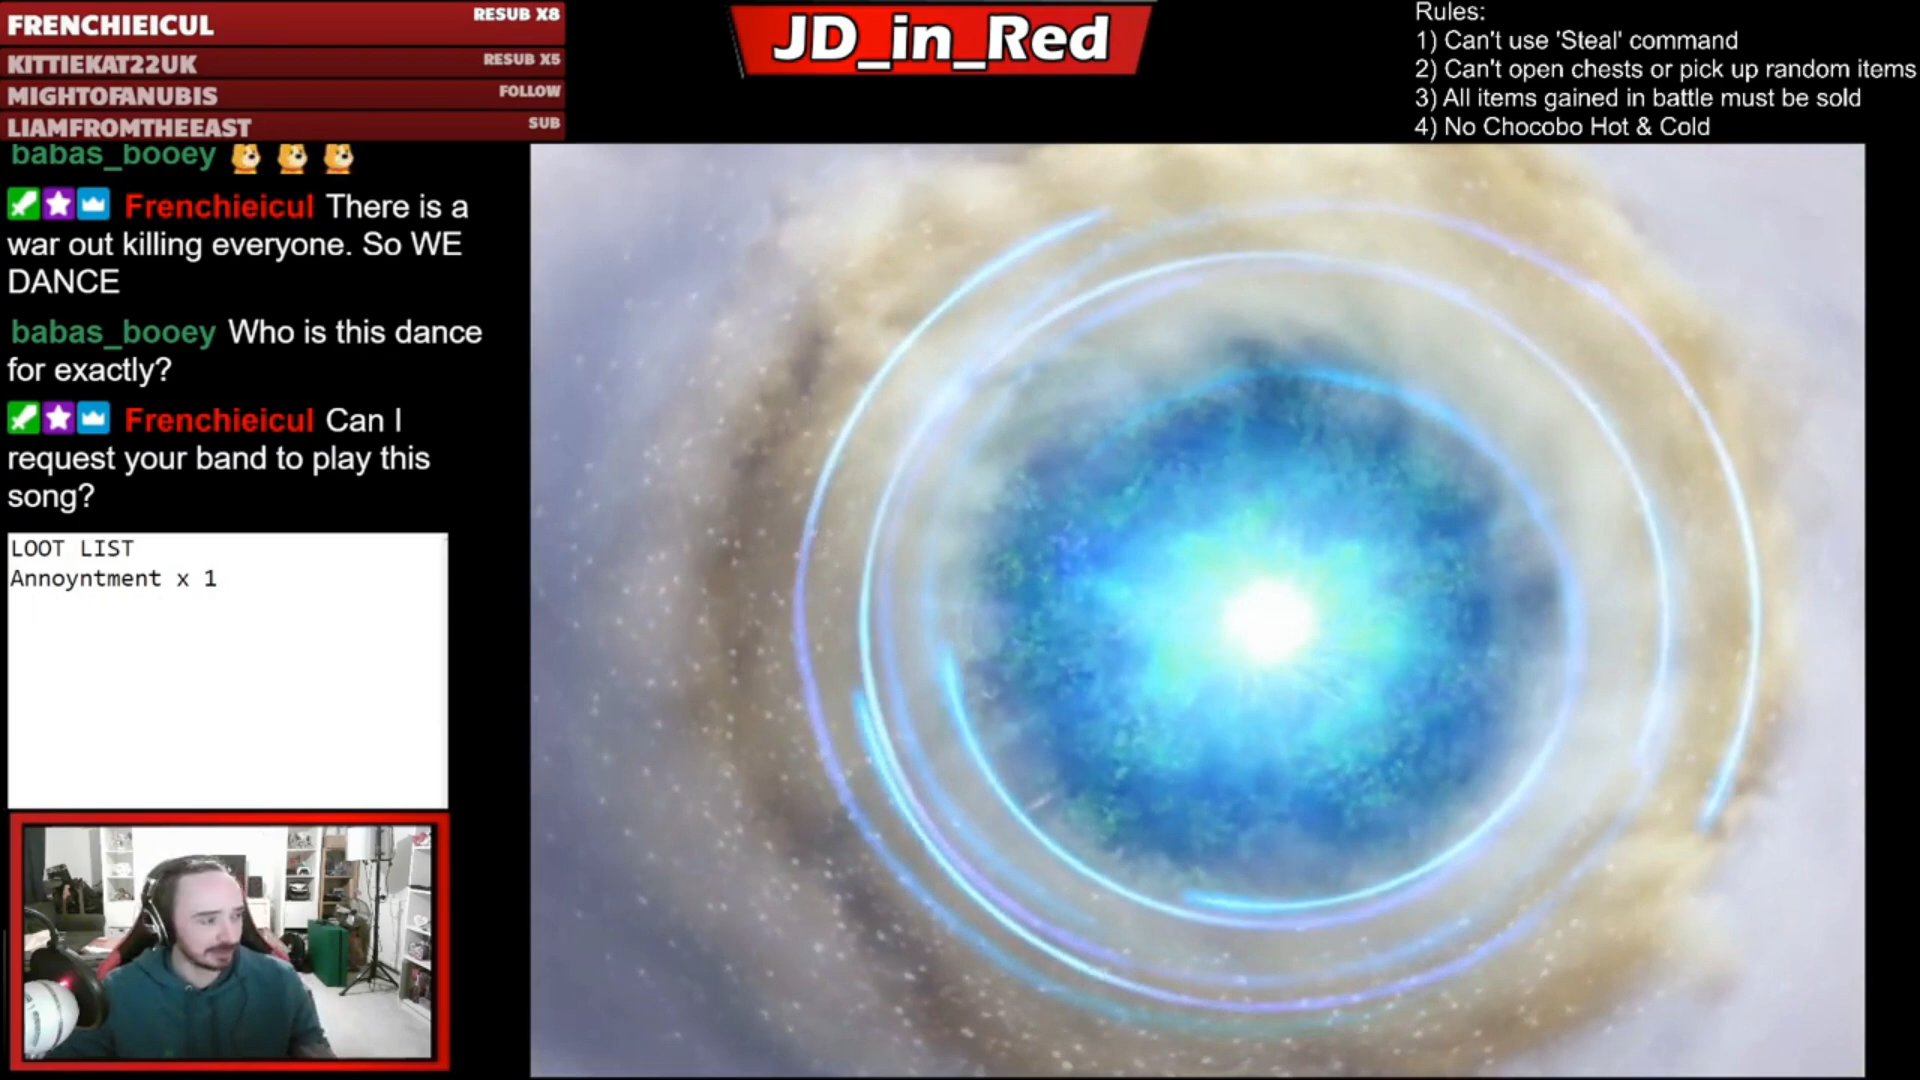 FRENCHIEICUL RESUB X8
KITTIEKAT22UK RESUB X5
MIGHTOFANUBIS FOLLOW
LIAMFROMTHEEAST SUB
JD_in_Red
Rules:
1) Can't use 'Steal' command
2) Can't open chests or pick up random items
3) All items gained in battle must be sold
4) No Chocobo Hot & Cold
babas_booey
Frenchieicul There is a
war out killing everyone. So WE
DANCE
babas_booey Who is this dance
for exactly?
Frenchieicul Can I
request your band to play this
song?
LOOT LIST
Annoyntment x 1